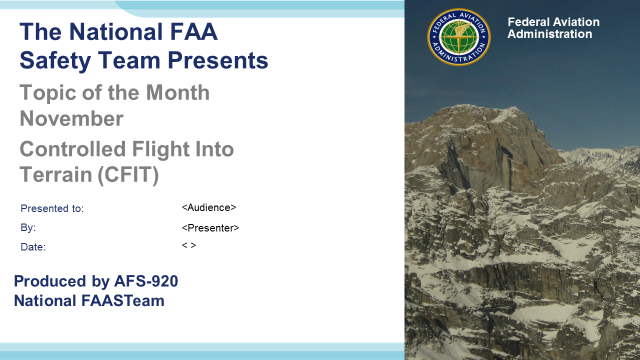 The National FAA
Safety Team Presents
Topic of the Month
November
Controlled Flight Into
Terrain (CFIT)
Presented to:
<Audience>
By:
<Presenter>
Date:
< >
Produced by AFS-920
National FAASTeam
FEDERAL AVIATION
ADMINISTRATION
Federal Aviation
Administration